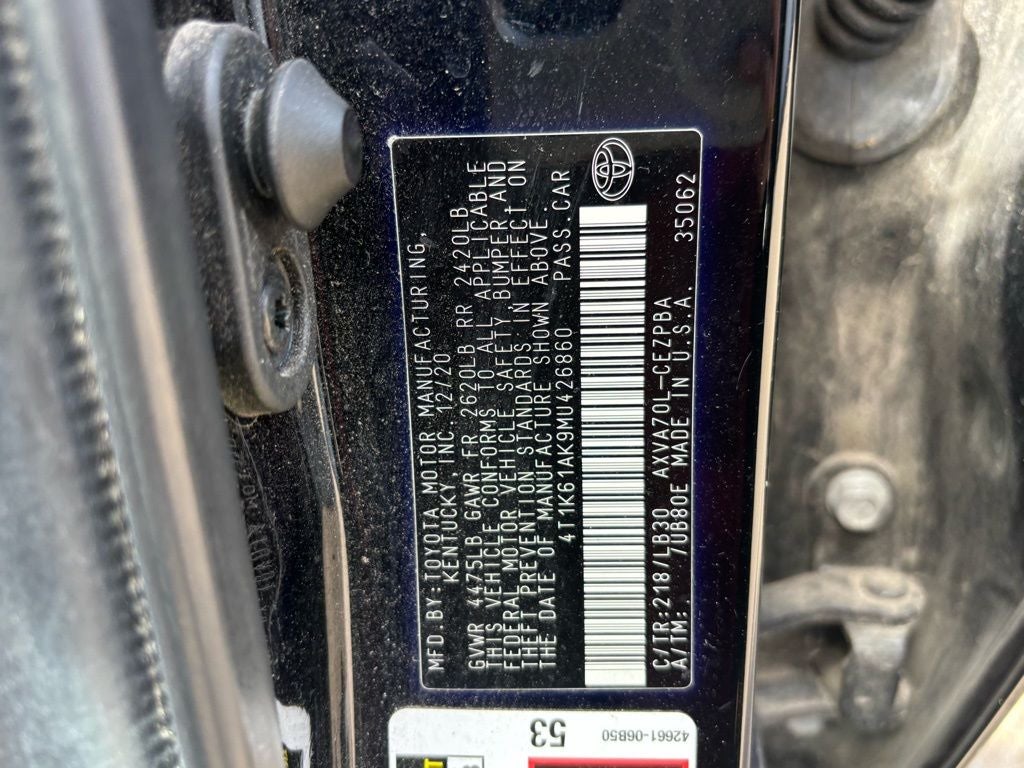 MFD BY:TOYOTA MOTOR MANUFACTURING,
KENTUCKY INC. 12/20
GVWR 4475LB GAWR FR 2620LB RR 2420LB
THIS VEHICLE CONFORMS TO ALL APPLICABLE
FEDERAL MOTOR VEHICLE SAFETY, BUMPER AND
THEFT PREVENTION STANDARDS IN EFFECT ON
THE DATE OF MANUFACTURE SHOWN ABOVE.
4T1K61AK9MU426860 PASS.CAR
C/TR:218/LB30 AXVA70L-CEZPBA
A/TM: 7UB80E MADE IN U.S.A. 35062
53
42661-06B50